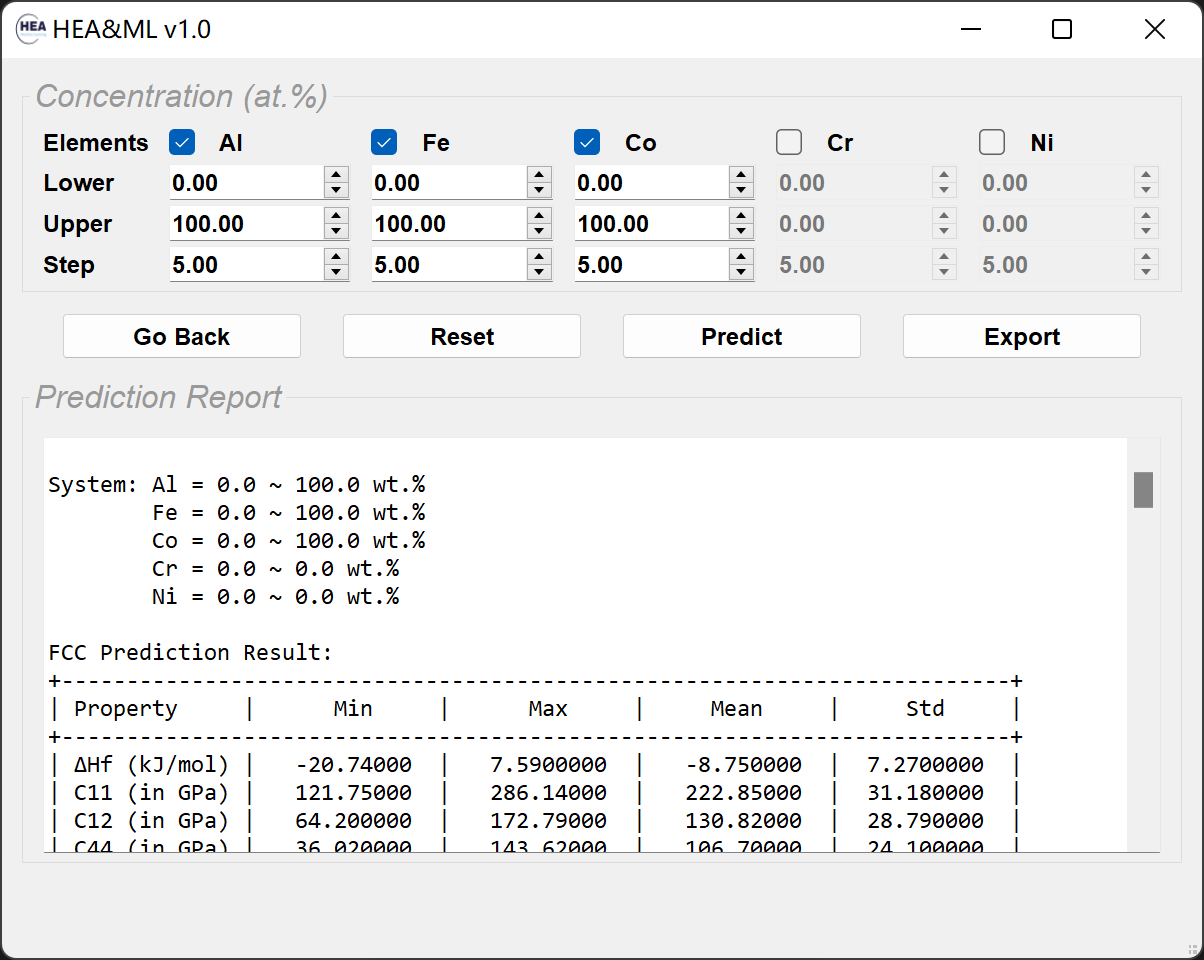 HEA HEA&ML v1.0
Concentration (at.%)
Elements Al Fe Co Cr Ni
Lower 0.00 0.00 0.00 0.00 0.00
Upper 100.00 100.00 100.00 0.00 0.00
Step 5.00 5.00 5.00 5.00 5.00
Go Back Reset Predict Export
Prediction Report
System: Al = 0.0 ~ 100.0 wt.%
Fe = 0.0 ~ 100.0 wt.%
Co = 0.0 ~ 100.0 wt.%
Cr = 0.0 ~ 0.0 wt.%
Ni = 0.0 ~ 0.0 wt.%
FCC Prediction Result:
+-------------------------------------------------------------------------+
| Property | Min | Max | Mean | Std |
+-------------------------------------------------------------------------+
| ΔHf (kJ/mol) | -20.74000 | 7.5900000 | -8.750000 | 7.2700000 |
| C11 (in GPa) | 121.75000 | 286.14000 | 222.85000 | 31.180000 |
| C12 (in GPa) | 64.200000 | 172.79000 | 130.82000 | 28.790000 |
| C44 (in GPa) | 36.020000 | 143.62000 | 106.70000 | 24.100000 |